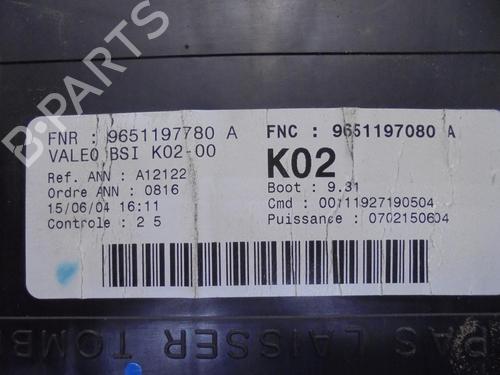 B-PARTS
FNR : 9651197780 A
FNC : 9651197080 A
VALEO BSI K02-00
K02
Ref. ANN : A12122
Ordre ANN : 0816
Boot : 9.31
15/06/04 16:11
Cmd : 00111927190504
Controle : 2 5
Puissance : 0702150604
PAS LAISSER TOMB